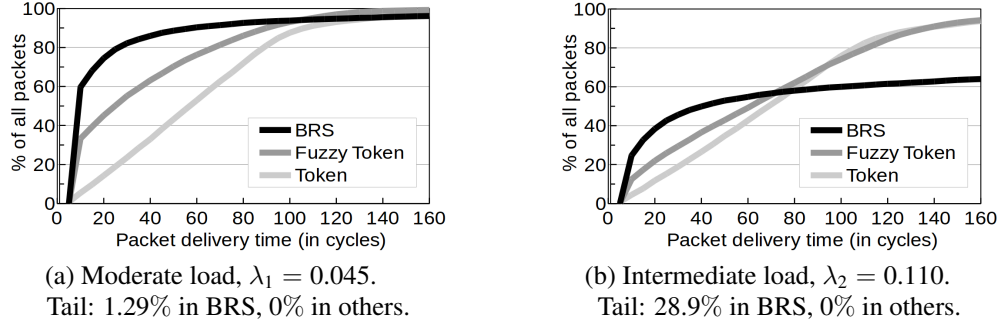 100
80
60
40
20
0
% of all packets
BRS
Fuzzy Token
Token
0 20 40 60 80 100 120 140 160
Packet delivery time (in cycles)
(a) Moderate load, λ₁ = 0.045.
Tail: 1.29% in BRS, 0% in others.
100
80
60
40
20
0
% of all packets
BRS
Fuzzy Token
Token
0 20 40 60 80 100 120 140 160
Packet delivery time (in cycles)
(b) Intermediate load, λ₂ = 0.110.
Tail: 28.9% in BRS, 0% in others.